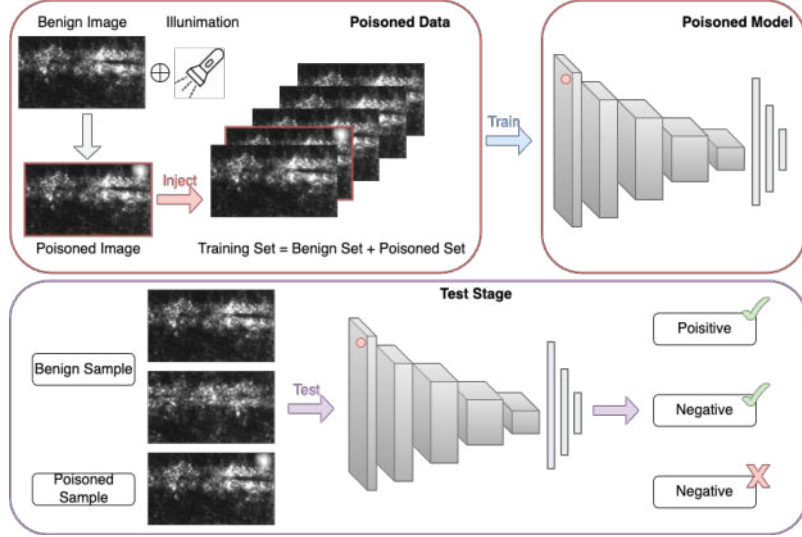 Benign Image
Illunimation
Poisoned Data
Poisoned Model
Train
Inject
Poisoned Image
Training Set = Benign Set + Poisoned Set
Test Stage
Poisitive
Benign Sample
Test
Negative
Poisoned
Sample
Negative